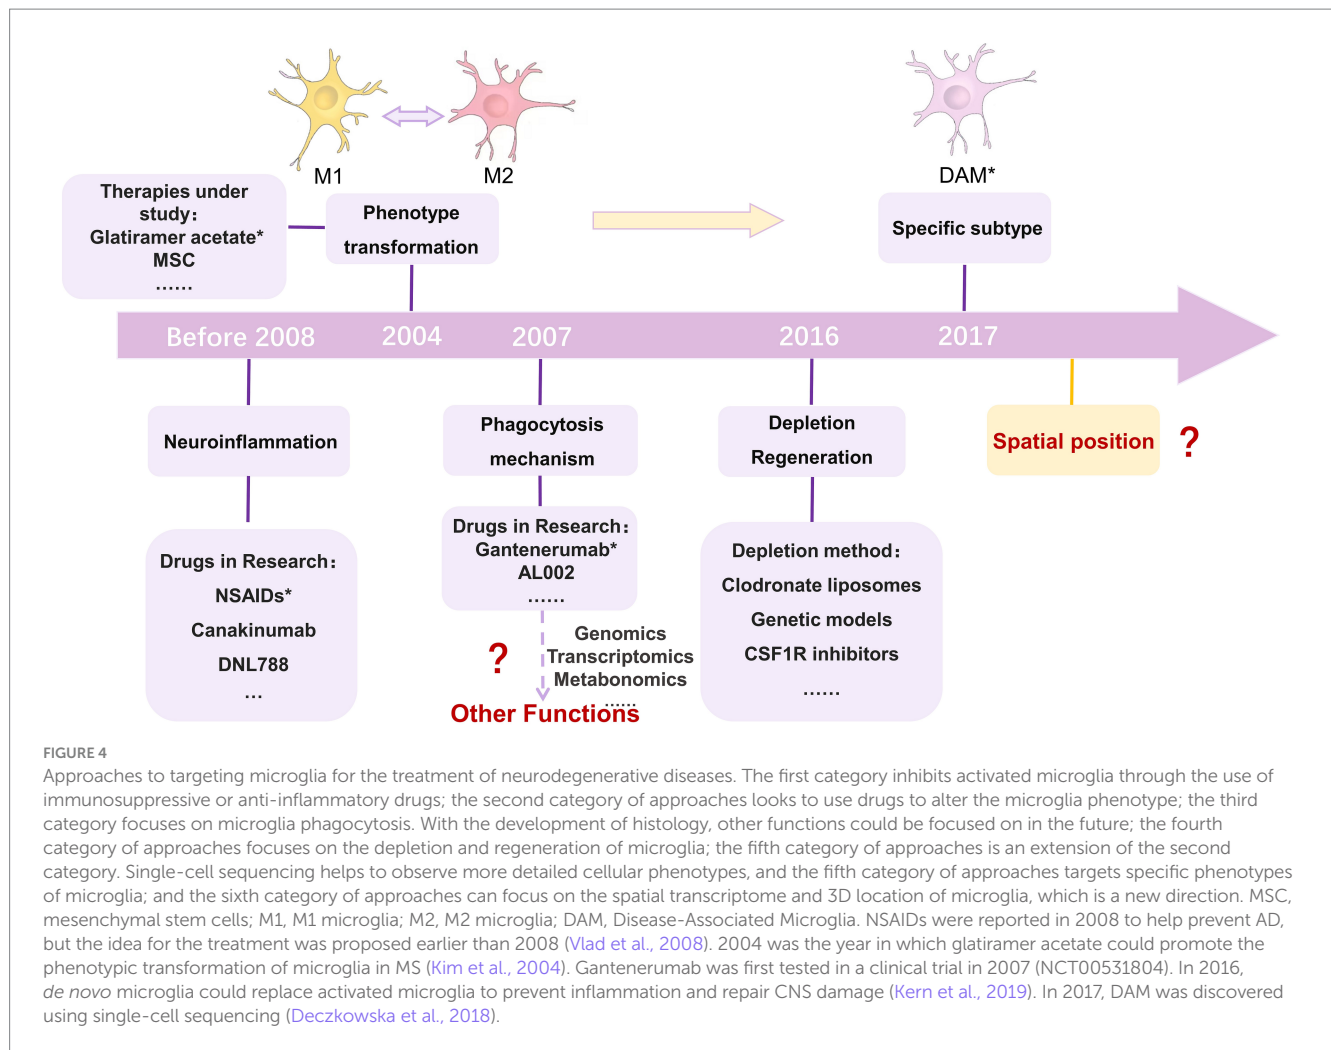 M1
M2
DAM*
Therapies under
study:
Glatiramer acetate*
MSC
......
Phenotype
transformation
Specific subtype
Before 2008
2004
2007
2016
2017
Neuroinflammation
Phagocytosis
mechanism
Depletion
Regeneration
Spatial position
?
Drugs in Research:
NSAIDs*
Canakinumab
DNL788
...
Drugs in Research:
Gantenerumab*
AL002
......
?
Genomics
Transcriptomics
Metabonomics
......
Other Functions
Depletion method:
Clodronate liposomes
Genetic models
CSF1R inhibitors
......
FIGURE 4
Approaches to targeting microglia for the treatment of neurodegenerative diseases. The first category inhibits activated microglia through the use of
immunosuppressive or anti-inflammatory drugs; the second category of approaches looks to use drugs to alter the microglia phenotype; the third
category focuses on microglia phagocytosis. With the development of histology, other functions could be focused on in the future; the fourth
category of approaches focuses on the depletion and regeneration of microglia; the fifth category of approaches is an extension of the second
category. Single-cell sequencing helps to observe more detailed cellular phenotypes, and the fifth category of approaches targets specific phenotypes
of microglia; and the sixth category of approaches can focus on the spatial transcriptome and 3D location of microglia, which is a new direction. MSC,
mesenchymal stem cells; M1, M1 microglia; M2, M2 microglia; DAM, Disease-Associated Microglia. NSAIDs were reported in 2008 to help prevent AD,
but the idea for the treatment was proposed earlier than 2008 (Vlad et al., 2008). 2004 was the year in which glatiramer acetate could promote the
phenotypic transformation of microglia in MS (Kim et al., 2004). Gantenerumab was first tested in a clinical trial in 2007 (NCT00531804). In 2016,
de novo microglia could replace activated microglia to prevent inflammation and repair CNS damage (Kern et al., 2019). In 2017, DAM was discovered
using single-cell sequencing (Deczkowska et al., 2018).